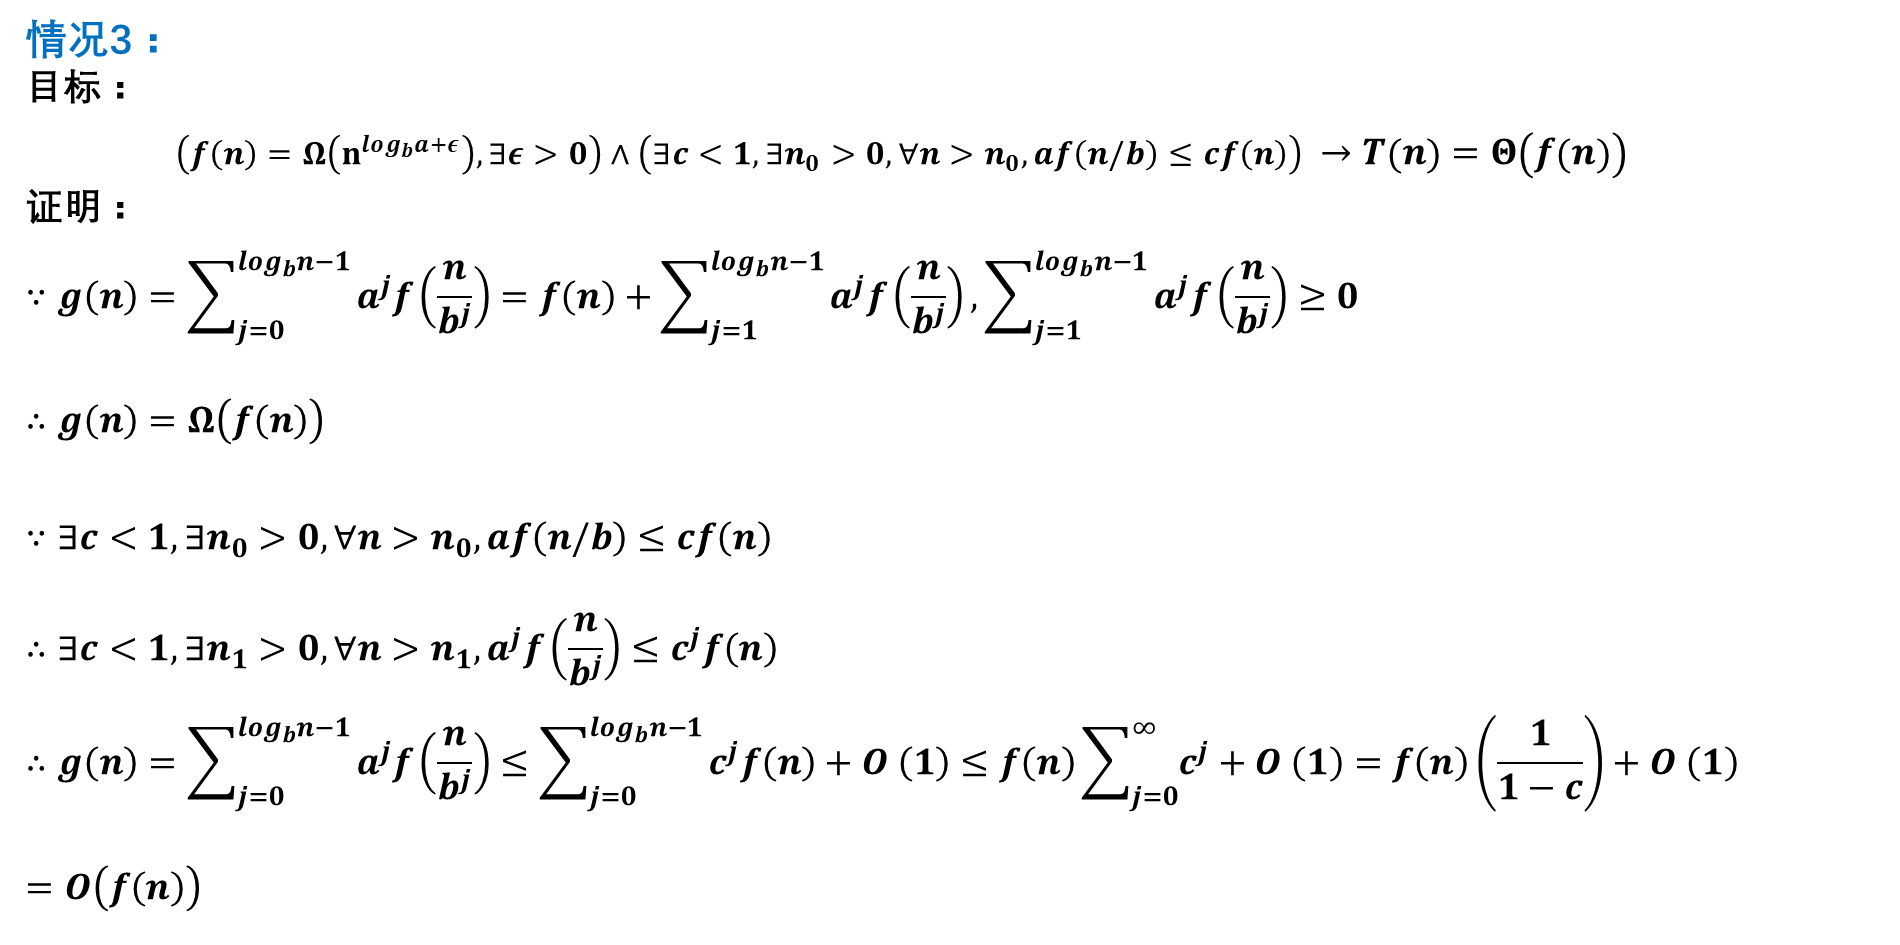 情况3：
目标：
(f(n) = Ω(n^{log_b a+ϵ}), ∃ϵ > 0) ∧ (∃c < 1, ∃n_0 > 0, ∀n > n_0, af(n/b) ≤ cf(n)) → T(n) = Θ(f(n))
证明：
∵ g(n) = ∑_{j=0}^{log_b n−1} a^j f(n/b^j) = f(n) + ∑_{j=1}^{log_b n−1} a^j f(n/b^j), ∑_{j=1}^{log_b n−1} a^j f(n/b^j) ≥ 0
∴ g(n) = Ω(f(n))
∵ ∃c < 1, ∃n_0 > 0, ∀n > n_0, af(n/b) ≤ cf(n)
∴ ∃c < 1, ∃n_1 > 0, ∀n > n_1, a^j f(n/b^j) ≤ c^j f(n)
∴ g(n) = ∑_{j=0}^{log_b n−1} a^j f(n/b^j) ≤ ∑_{j=0}^{log_b n−1} c^j f(n) + O (1) ≤ f(n) ∑_{j=0}^{∞} c^j + O (1) = f(n) (1/(1 − c)) + O (1)
= O(f(n))